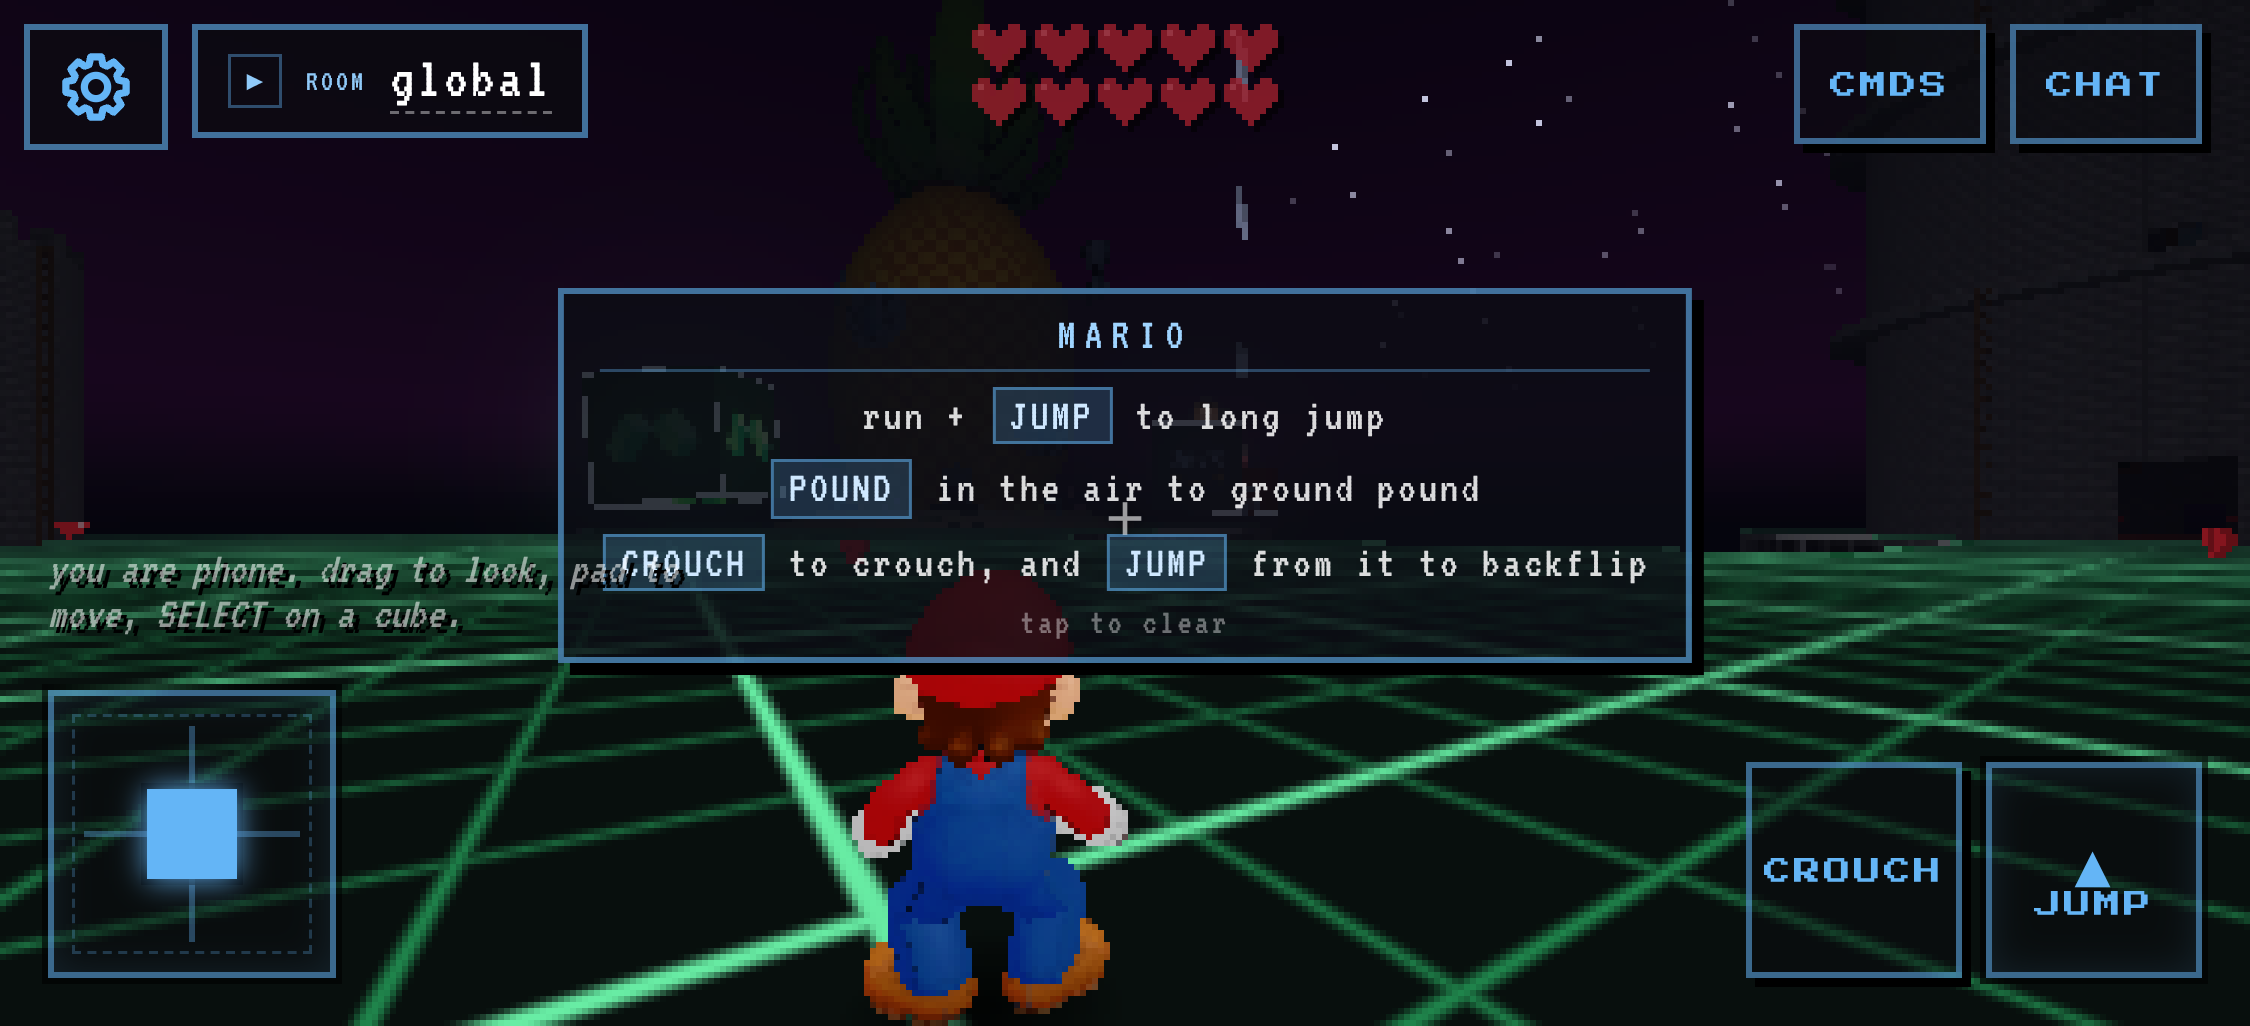 ROOM global
CMDS
CHAT
MARIO
run + JUMP to long jump
POUND in the air to ground pound
CROUCH to crouch, and JUMP from it to backflip
tap to clear
you are phone. drag to look, pad to
move, SELECT on a cube.
CROUCH
JUMP